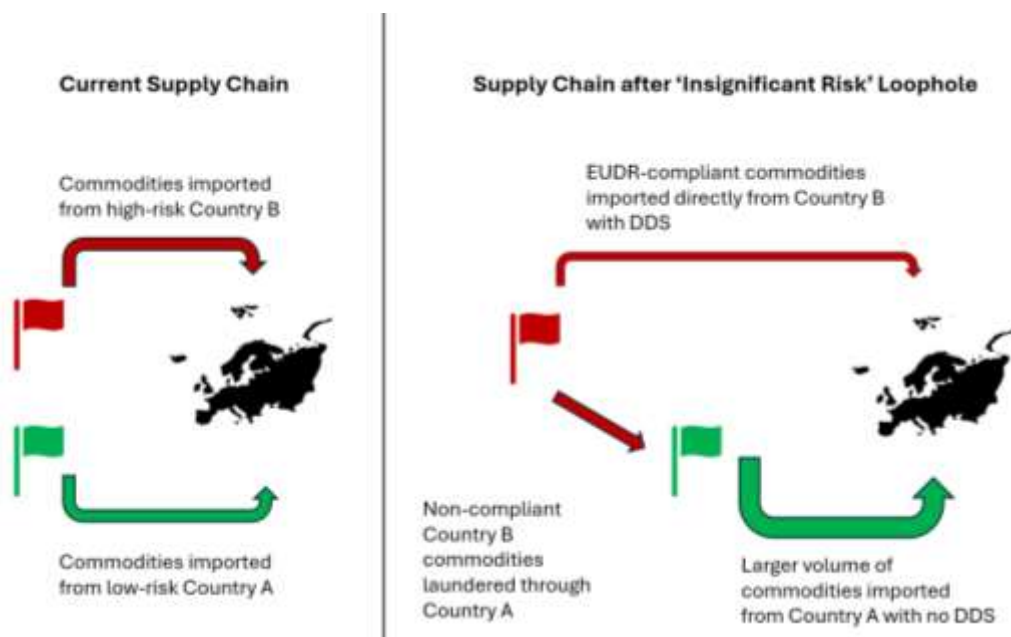 Current Supply Chain
Commodities imported
from high-risk Country B
Commodities imported
from low-risk Country A
Supply Chain after ‘Insignificant Risk’ Loophole
EUDR-compliant commodities
imported directly from Country B
with DDS
Non-compliant
Country B
commodities
laundered through
Country A
Larger volume of
commodities imported
from Country A with no DDS